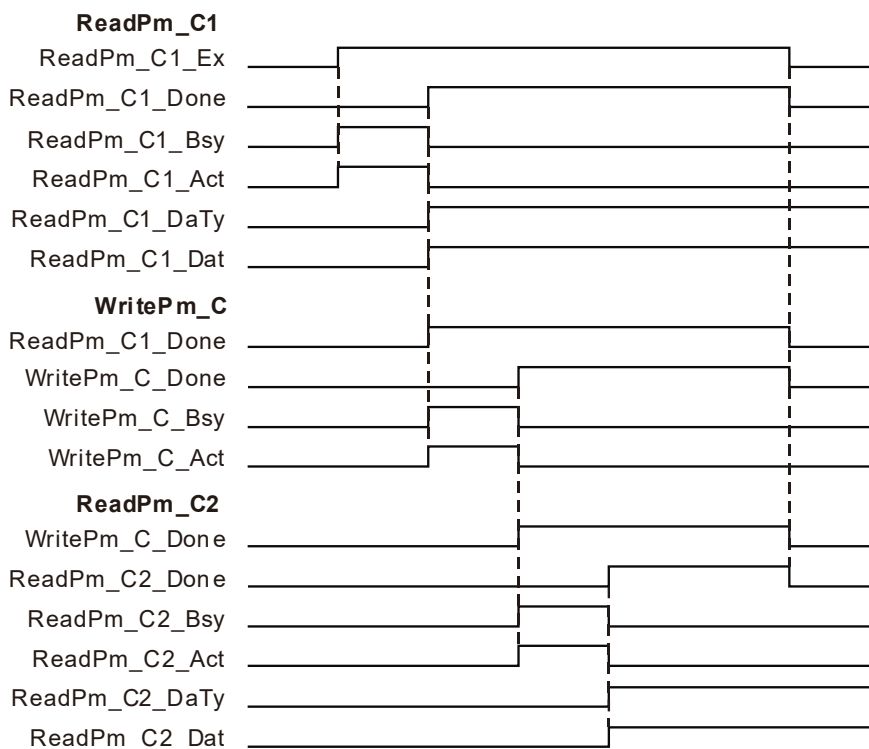 ReadPm_C1
ReadPm_C1_Ex
ReadPm_C1_Done
ReadPm_C1_Bsy
ReadPm_C1_Act
ReadPm_C1_DaTy
ReadPm_C1_Dat
WritePm_C
ReadPm_C1_Done
WritePm_C_Done
WritePm_C_Bsy
WritePm_C_Act
ReadPm_C2
WritePm_C_Done
ReadPm_C2_Done
ReadPm_C2_Bsy
ReadPm_C2_Act
ReadPm_C2_DaTy
ReadPm_C2_Dat